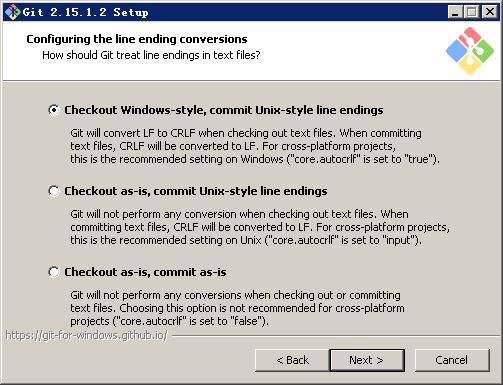 Git 2.15.1.2 Setup
Configuring the line ending conversions
How should Git treat line endings in text files?
Checkout Windows-style, commit Unix-style line endings
Git will convert LF to CRLF when checking out text files. When committing
text files, CRLF will be converted to LF. For cross-platform projects,
this is the recommended setting on Windows ("core.autocrlf" is set to "true").
Checkout as-is, commit Unix-style line endings
Git will not perform any conversion when checking out text files. When
committing text files, CRLF will be converted to LF. For cross-platform projects,
this is the recommended setting on Unix ("core.autocrlf" is set to "input").
Checkout as-is, commit as-is
Git will not perform any conversions when checking out or committing
text files. Choosing this option is not recommended for cross-platform
projects ("core.autocrlf" is set to "false").
https://git-for-windows.github.io/
< Back
Next >
Cancel